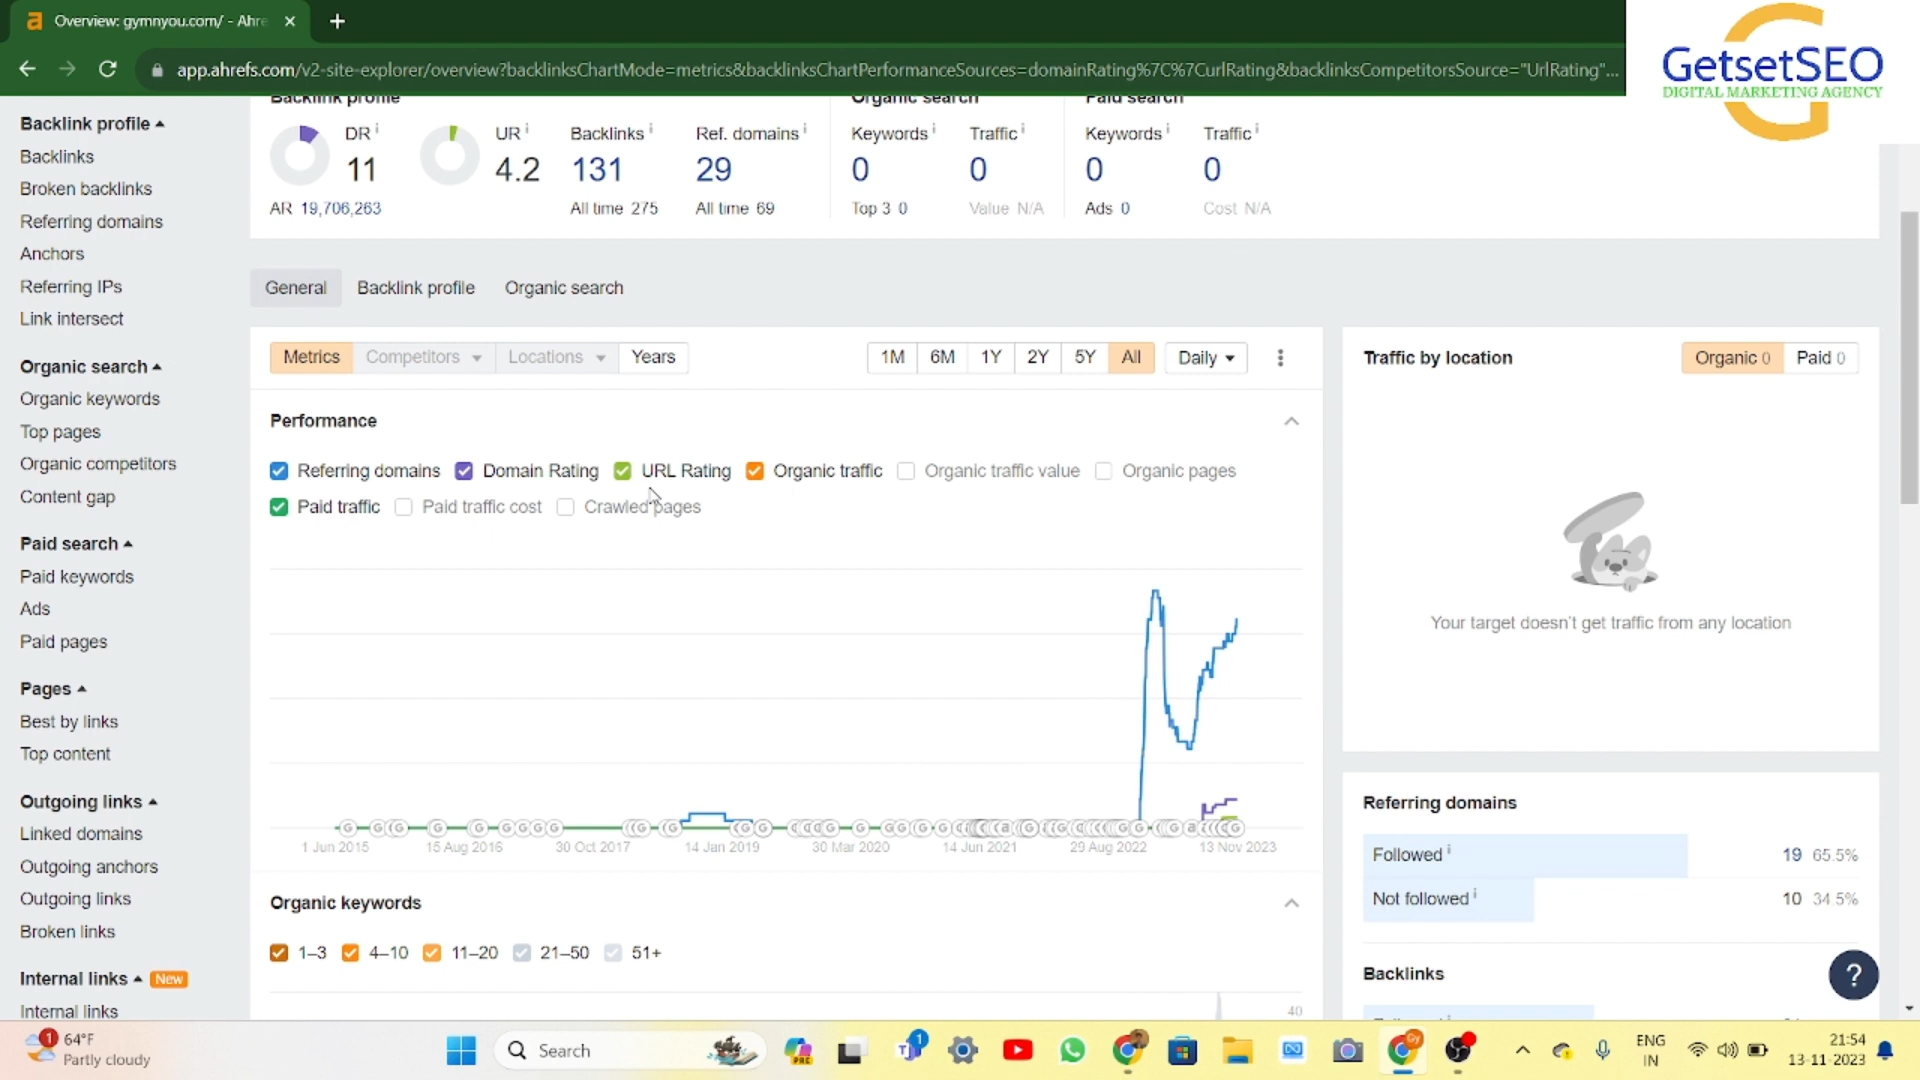 Overview: gymnyou.com/ - Ahre
app.ahrefs.com/v2-site-explorer/overview?backlinksChartMode=metrics&backlinksChartPerformanceSources=domainRating%7C%7CurlRating&backlinksCompetitorsSource="UrlRating"...
GetsetSEO
DIGITAL MARKETING AGENCY
Backlink profile
Backlinks
Broken backlinks
Referring domains
Anchors
Referring IPs
Link intersect
Organic search
Organic keywords
Top pages
Organic competitors
Content gap
Paid search
Paid keywords
Ads
Paid pages
Pages
Best by links
Top content
Outgoing links
Linked domains
Outgoing anchors
Outgoing links
Broken links
Internal links New
Internal links
Backlink profile Organic search Paid search
DR UR Backlinks Ref. domains Keywords Traffic Keywords Traffic
11 4.2 131 29 0 0 0 0
AR 19,706,263 All time 275 All time 69 Top 3 0 Value N/A Ads 0 Cost N/A
General Backlink profile Organic search
Metrics Competitors Locations Years 1M 6M 1Y 2Y 5Y All Daily
Performance
Referring domains Domain Rating URL Rating Organic traffic Organic traffic value Organic pages
Paid traffic Paid traffic cost Crawled pages
1 Jun 2015 15 Aug 2016 30 Oct 2017 14 Jan 2019 30 Mar 2020 14 Jun 2021 29 Aug 2022 13 Nov 2023
Organic keywords
1–3 4–10 11–20 21–50 51+
40
Traffic by location Organic 0 Paid 0
Your target doesn't get traffic from any location
Referring domains
Followed 19 65.5%
Not followed 10 34.5%
Backlinks
?
1 64°F
Partly cloudy
Search
PRE
1
ENG
IN
21:54
13-11-2023